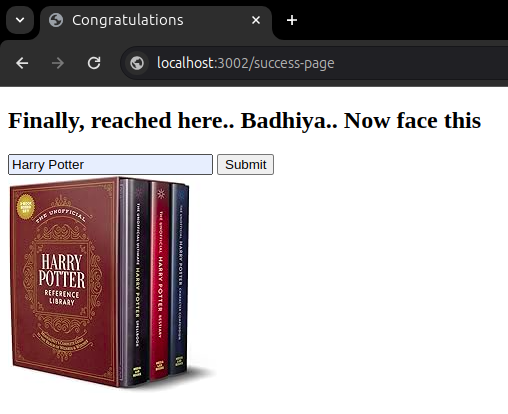 Congratulations
localhost:3002/success-page
Finally, reached here.. Badhiya.. Now face this
Harry Potter
Submit
THE UNOFFICIAL
HARRY
POTTER
REFERENCE
LIBRARY
THE UNOFFICIAL ULTIMATE HARRY POTTER SPELLBOOK
THE UNOFFICIAL HARRY POTTER BESTIARY
THE UNOFFICIAL HARRY POTTER CHARACTER COMPENDIUM